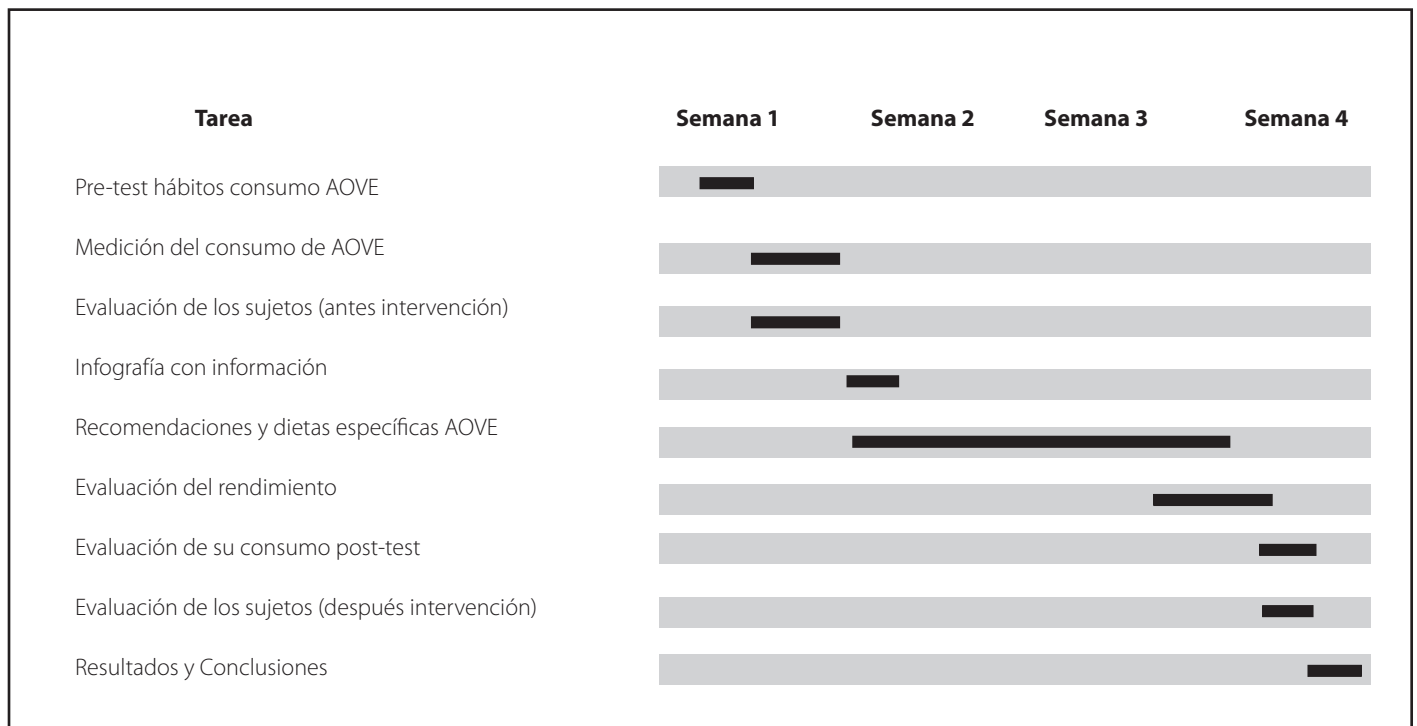 Tarea Semana 1 Semana 2 Semana 3 Semana 4
Pre-test hábitos consumo AOVE
Medición del consumo de AOVE
Evaluación de los sujetos (antes intervención)
Infografía con información
Recomendaciones y dietas específicas AOVE
Evaluación del rendimiento
Evaluación de su consumo post-test
Evaluación de los sujetos (después intervención)
Resultados y Conclusiones